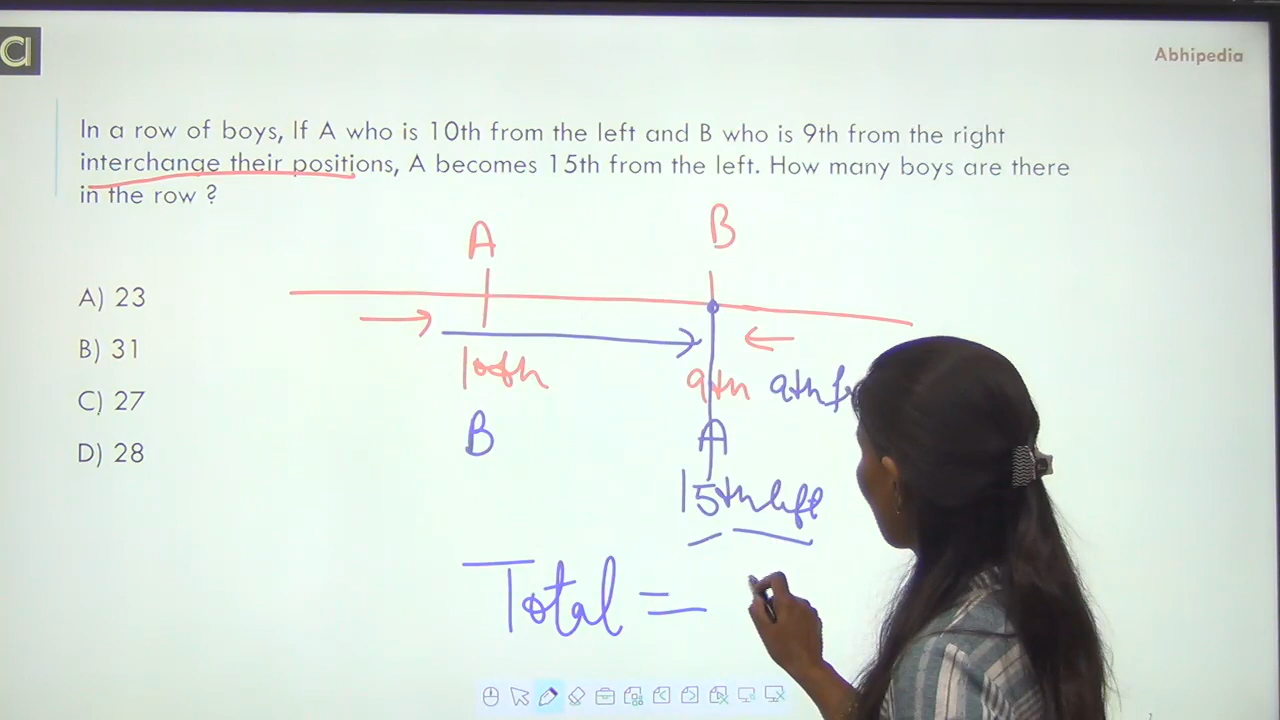 CI
Abhipedia
In a row of boys, If A who is 10th from the left and B who is 9th from the right
interchange their positions, A becomes 15th from the left. How many boys are there
in the row ?
A B
A) 23
B) 31
C) 27
D) 28
10th 9th 9th
B A
15th left
Total =